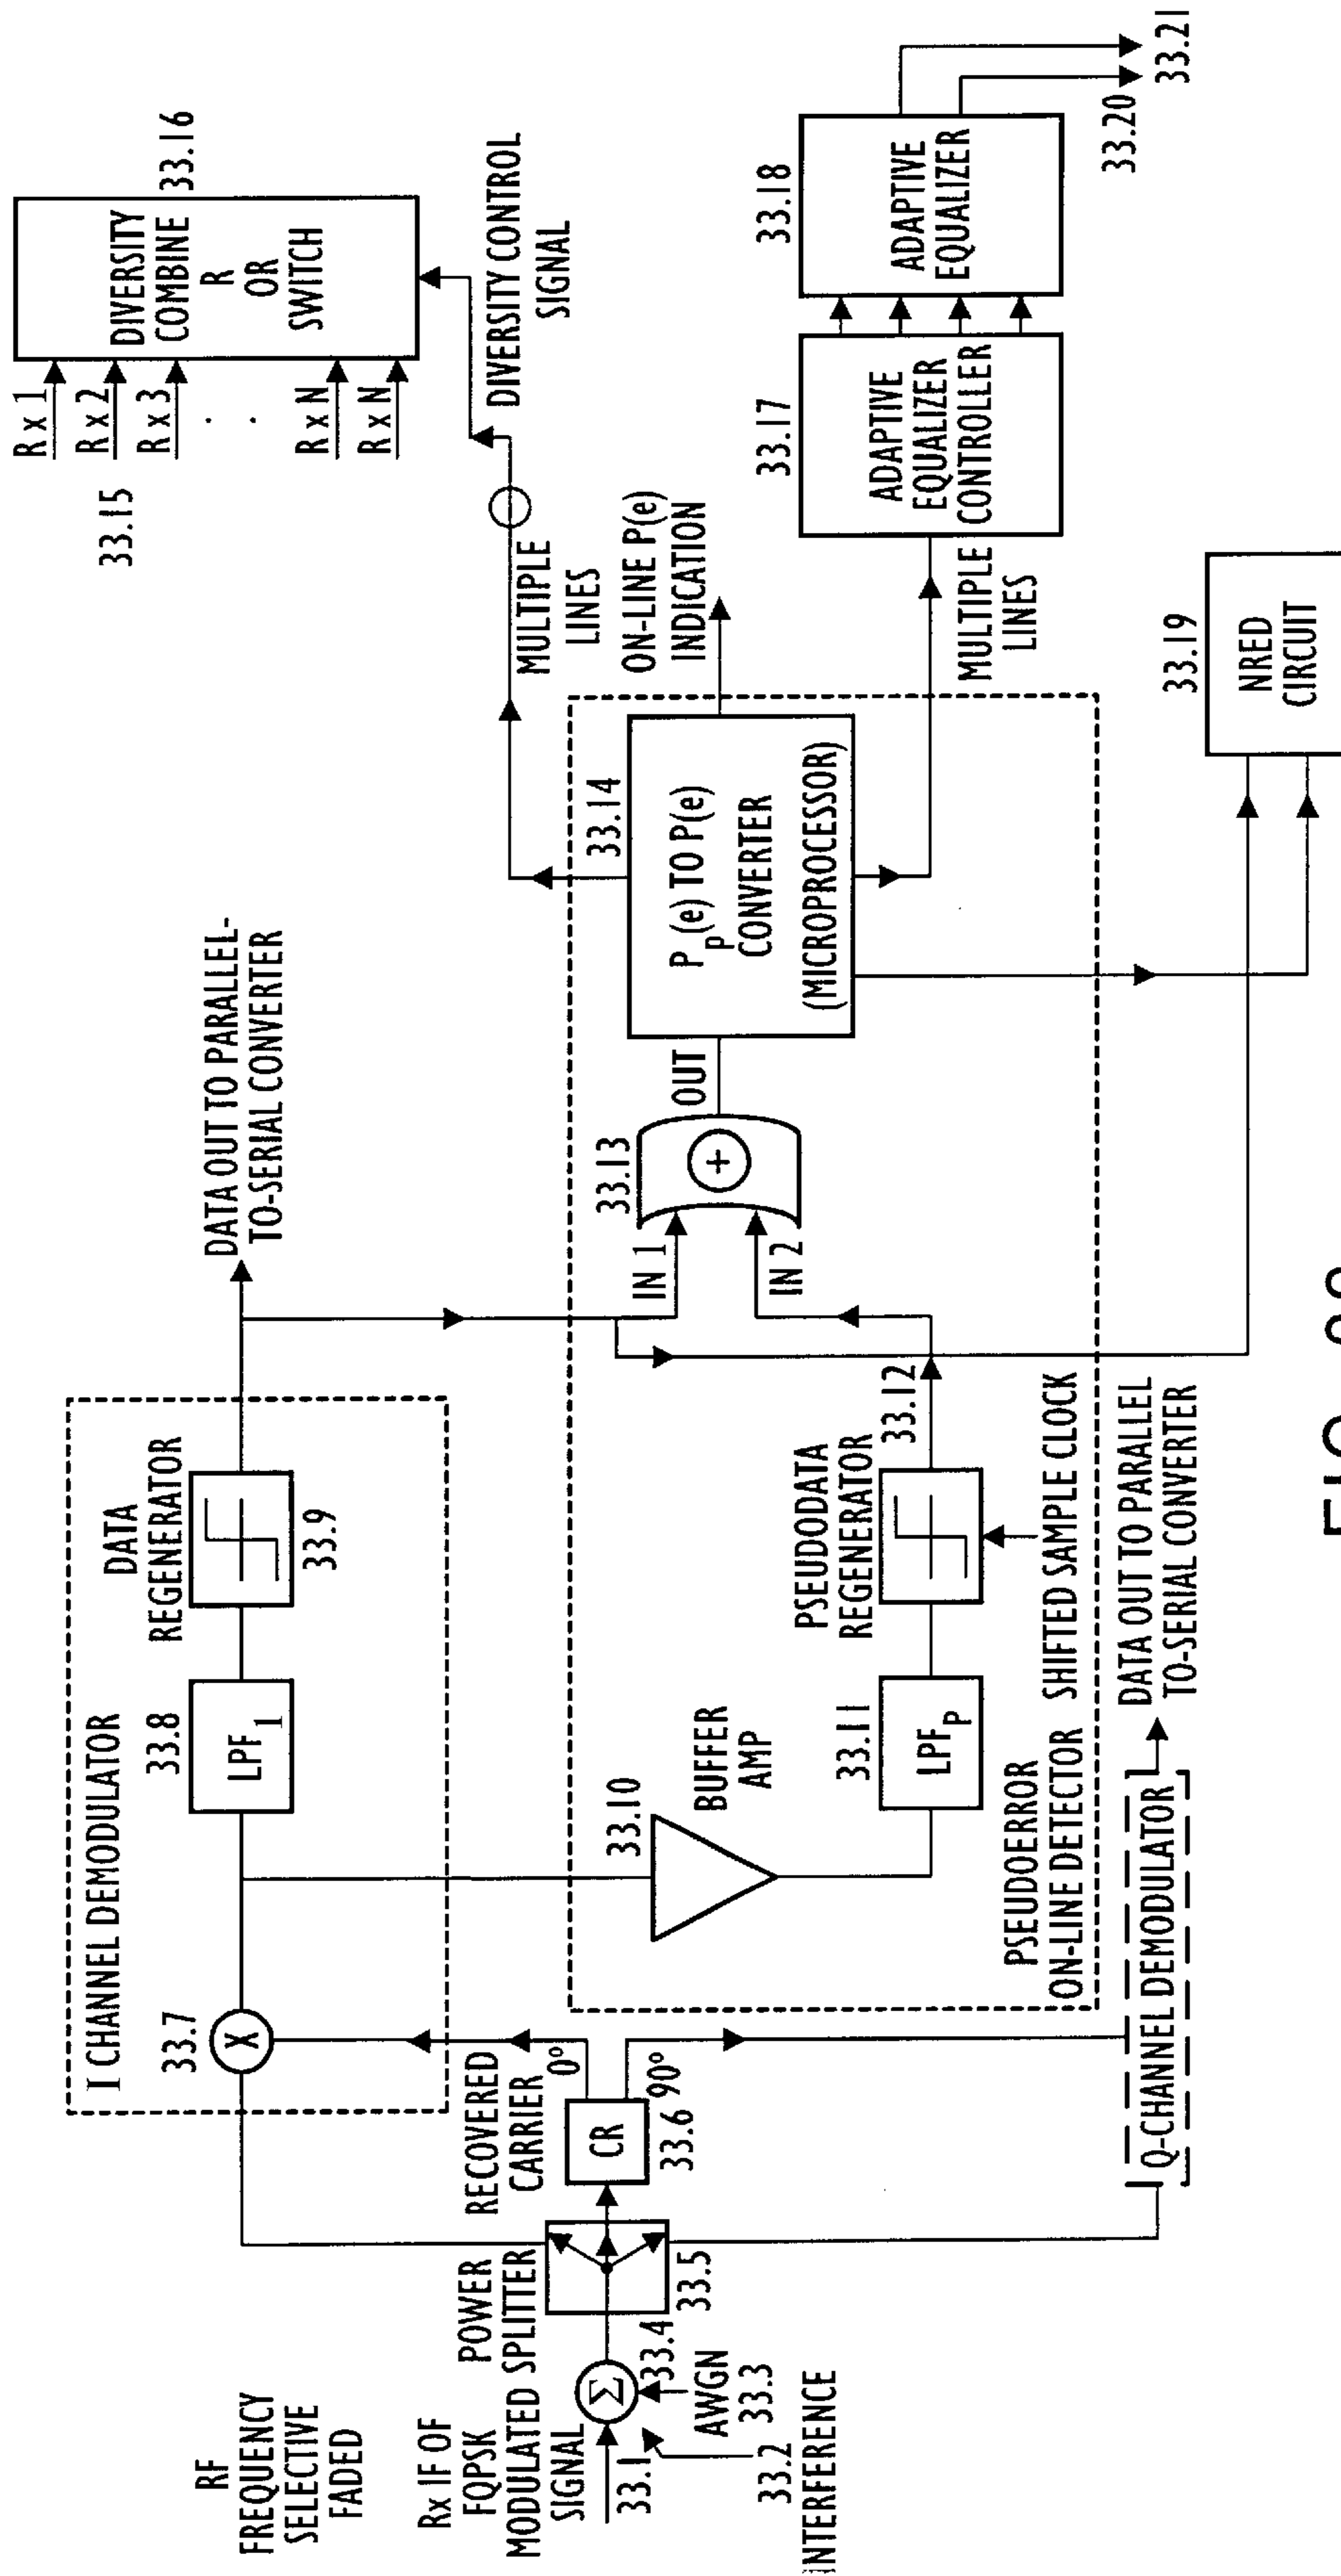 RF
FREQUENCY
SELECTIVE
FADED
Rx IF OF
FQPSK
MODULATED
SIGNAL
33.1
33.2
INTERFERENCE
AWGN
33.3
Σ
33.4
POWER
SPLITTER
33.5
RECOVERED
CARRIER
CR
33.6
0°
90°
I CHANNEL DEMODULATOR
33.7
X
33.8
LPF1
DATA
REGENERATOR
33.9
DATA OUT TO PARALLEL-
TO-SERIAL CONVERTER
33.10
BUFFER
AMP
33.11
LPFP
PSEUDODATA
REGENERATOR
33.12
SHIFTED SAMPLE CLOCK
PSEUDOERROR
ON-LINE DETECTOR
Q-CHANNEL DEMODULATOR
DATA OUT TO PARALLEL
TO-SERIAL CONVERTER
IN 1
IN 2
33.13
+
OUT
33.14
Pp(e) TO P(e)
CONVERTER
(MICROPROCESSOR)
MULTIPLE
LINES
ON-LINE P(e)
INDICATION
DIVERSITY CONTROL
SIGNAL
33.15
Rx1
Rx2
Rx3
.
.
RxN
RxN
DIVERSITY
COMBINE
R
OR
SWITCH
33.16
MULTIPLE
LINES
33.17
ADAPTIVE
EQUALIZER
CONTROLLER
33.18
ADAPTIVE
EQUALIZER
33.20
33.21
33.19
NRED
CIRCUIT